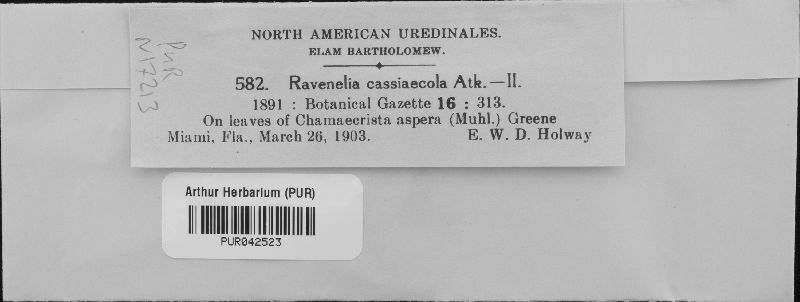 NORTH AMERICAN UREDINALES.
ELAM BARTHOLOMEW.
582. Ravenelia cassiaecola Atk.—II.
1891 : Botanical Gazette 16 : 313.
On leaves of Chamaecrista aspera (Muhl.) Greene
Miami, Fla., March 26, 1903. E. W. D. Holway
PUR
N17213
Arthur Herbarium (PUR)
PUR042523